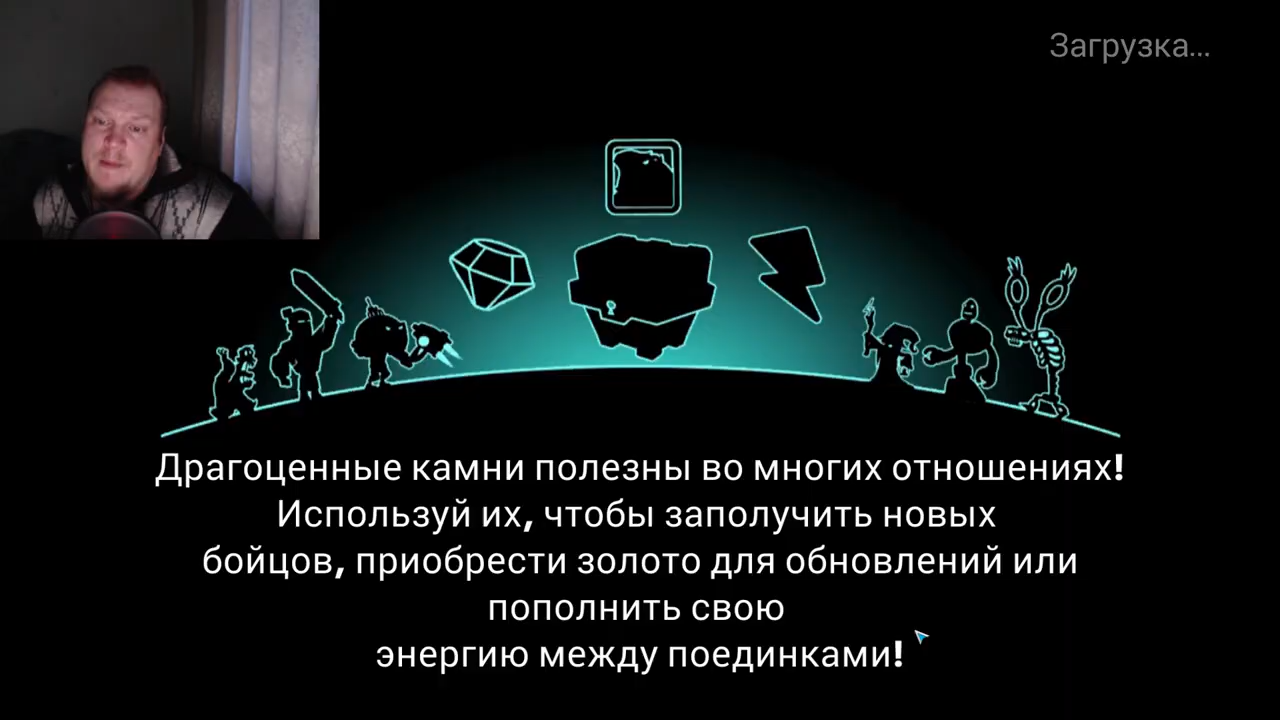 Загрузка...
Драгоценные камни полезны во многих отношениях!
Используй их, чтобы заполучить новых
бойцов, приобрести золото для обновлений или
пополнить свою
энергию между поединками!